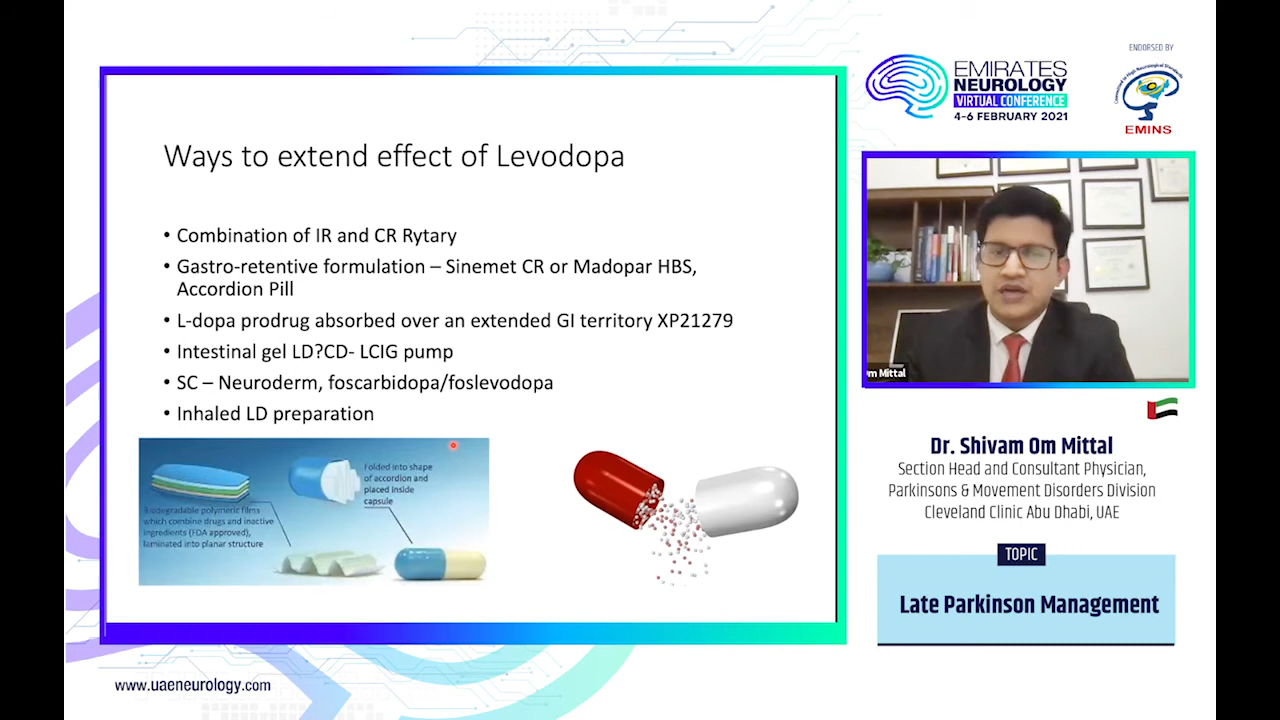 Ways to extend effect of Levodopa
• Combination of IR and CR Rytary
• Gastro-retentive formulation – Sinemet CR or Madopar HBS,
Accordion Pill
• L-dopa prodrug absorbed over an extended GI territory XP21279
• Intestinal gel LD?CD- LCIG pump
• SC – Neuroderm, foscarbidopa/foslevodopa
• Inhaled LD preparation
Biodegradable polymeric films
which combine drugs and inactive
ingredients (FDA approved),
laminated into planar structure
Folded into shape
of accordion and
placed inside
capsule
www.uaeneurology.com
EMIRATES
NEUROLOGY
VIRTUAL CONFERENCE
4-6 FEBRUARY 2021
ENDORSED BY
EMINS
om Mittal
Dr. Shivam Om Mittal
Section Head and Consultant Physician,
Parkinsons & Movement Disorders Division
Cleveland Clinic Abu Dhabi, UAE
TOPIC
Late Parkinson Management